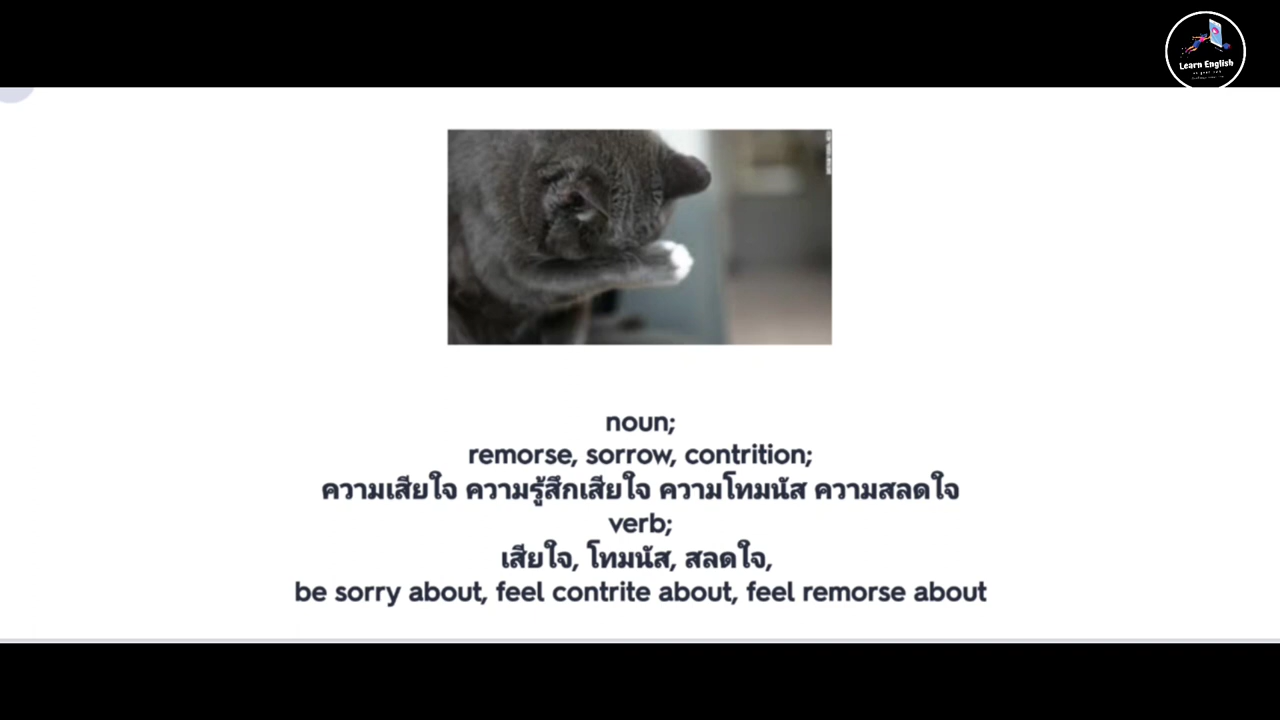 Learn English
noun;
remorse, sorrow, contrition;
ความเสียใจ ความรู้สึกเสียใจ ความโทมนัส ความสลดใจ
verb;
เสียใจ, โทมนัส, สลดใจ,
be sorry about, feel contrite about, feel remorse about